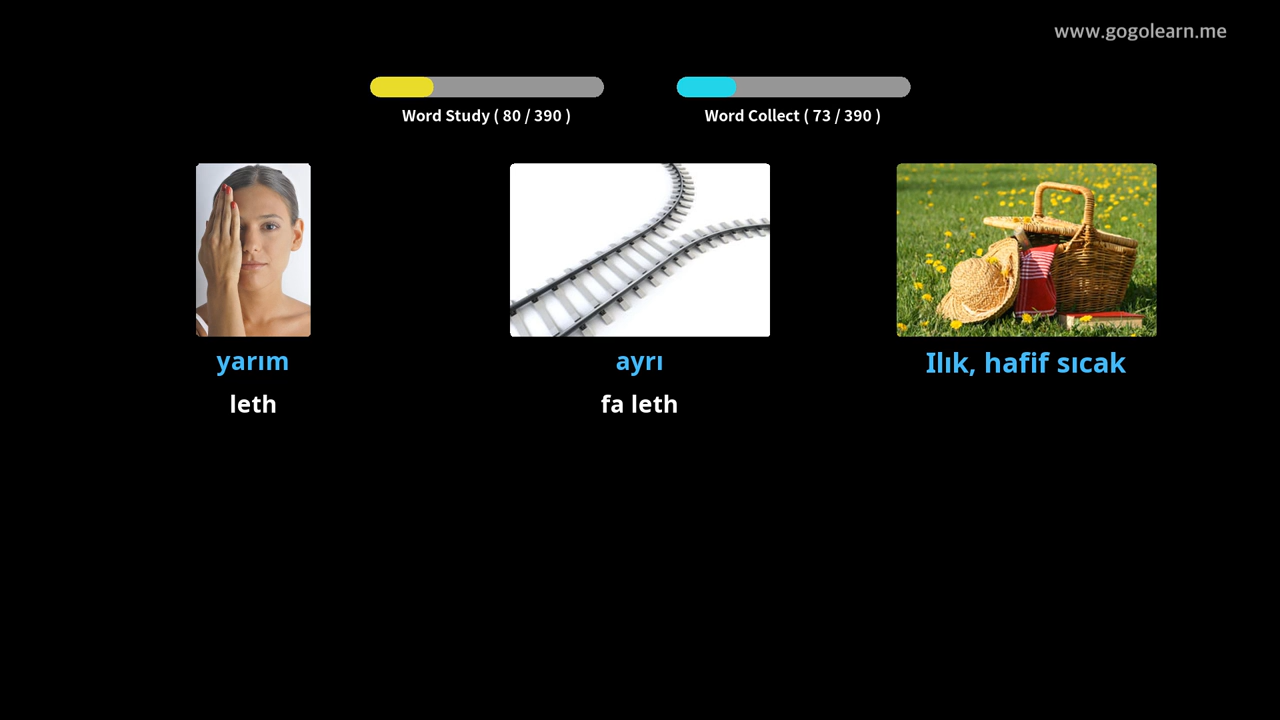 www.gogolearn.me
Word Study ( 80 / 390 )
Word Collect ( 73 / 390 )
yarım
leth
ayrı
fa leth
Ilık, hafif sıcak